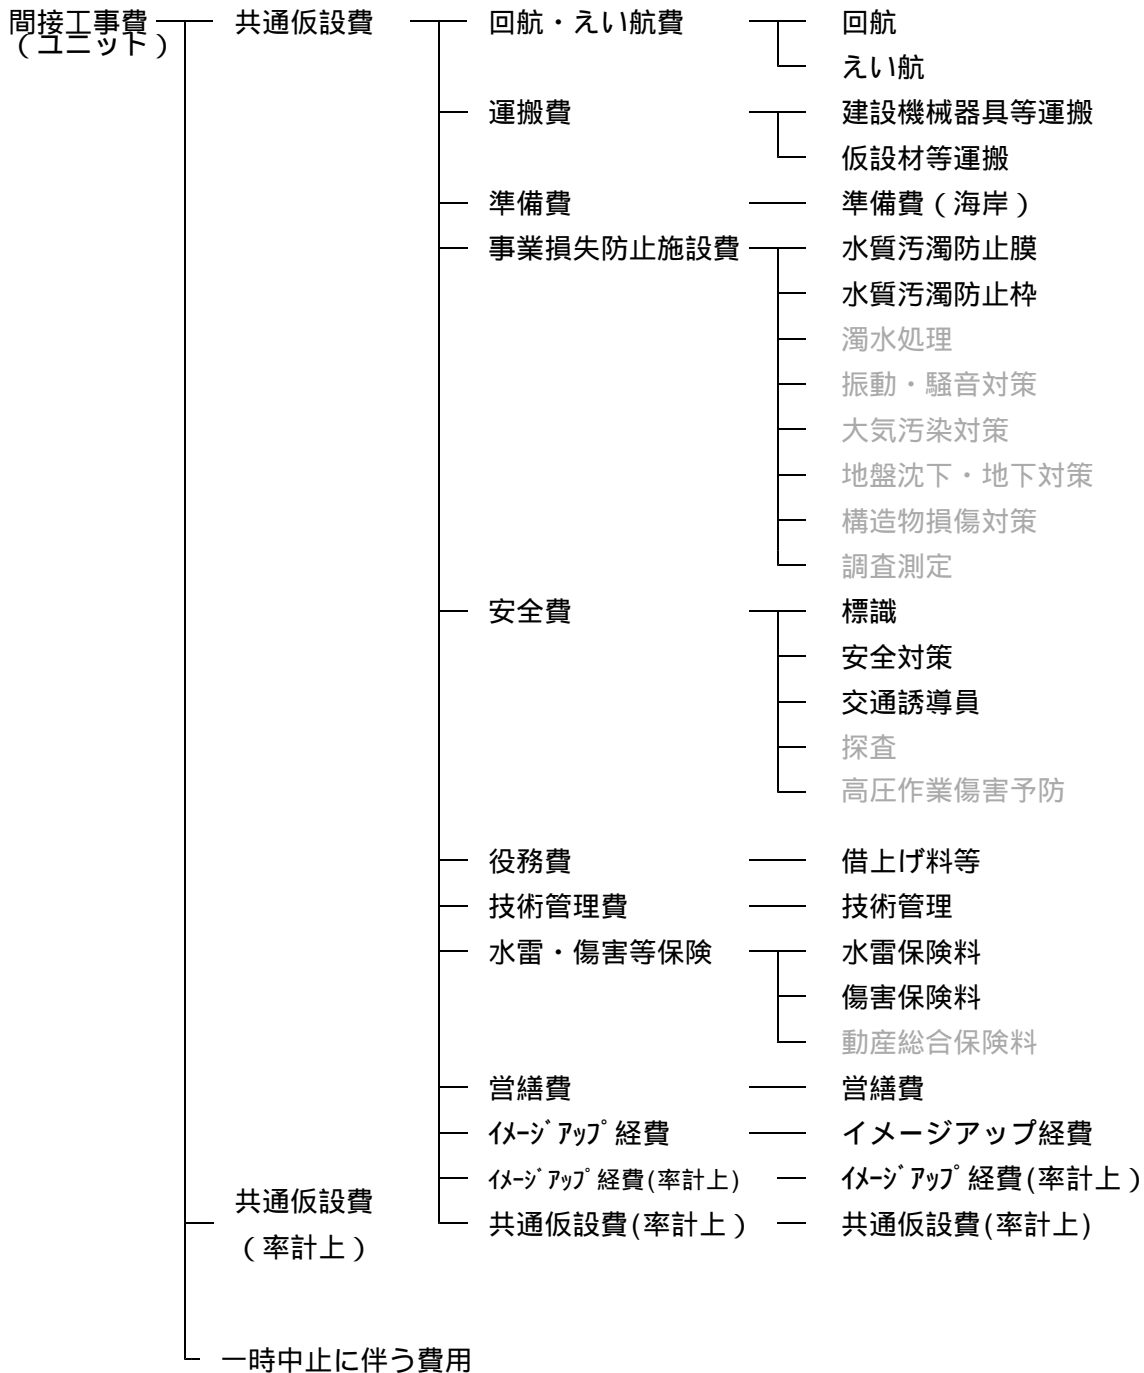 間接工事費 共通仮設費 回航・えい航費 回航
（ユニット）
えい航
運搬費 建設機械器具等運搬
仮設材等運搬
準備費 準備費（海岸）
事業損失防止施設費 水質汚濁防止膜
水質汚濁防止枠
濁水処理
振動・騒音対策
大気汚染対策
地盤沈下・地下対策
構造物損傷対策
調査測定
安全費 標識
安全対策
交通誘導員
探査
高圧作業傷害予防
役務費 借上げ料等
技術管理費 技術管理
水雷・傷害等保険 水雷保険料
傷害保険料
動産総合保険料
営繕費 営繕費
ｲﾒｰｼﾞｱｯﾌﾟ経費 イメージアップ経費
ｲﾒｰｼﾞｱｯﾌﾟ経費(率計上) ｲﾒｰｼﾞｱｯﾌﾟ経費(率計上）
共通仮設費
共通仮設費(率計上） 共通仮設費(率計上)
（率計上）
一時中止に伴う費用